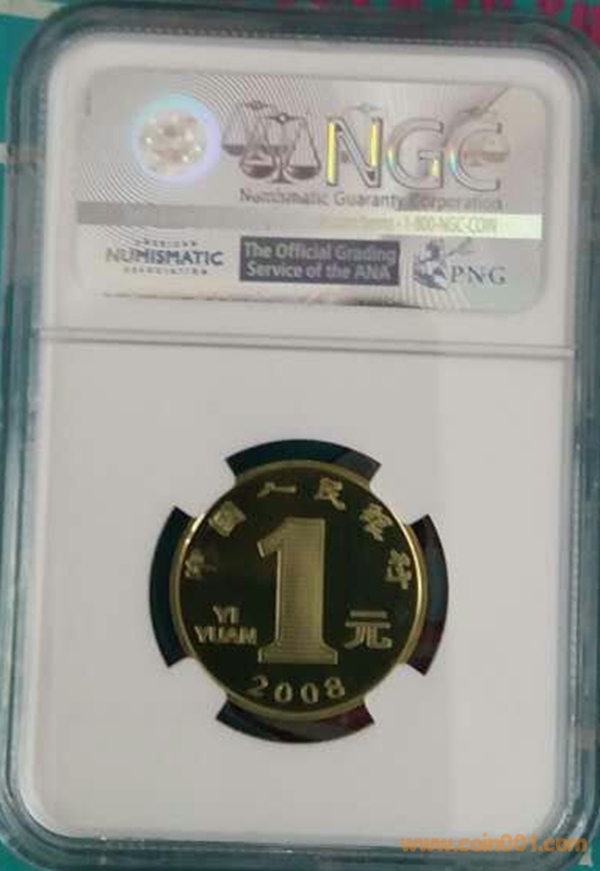 NGC
Numismatic Guaranty Corporation
1-800-NGC-COIN
AMERICAN
NUMISMATIC
ASSOCIATION
The Official Grading
Service of the ANA
PNG
中国人民银行
1
YI
YUAN
元
2008
www.coin001.com